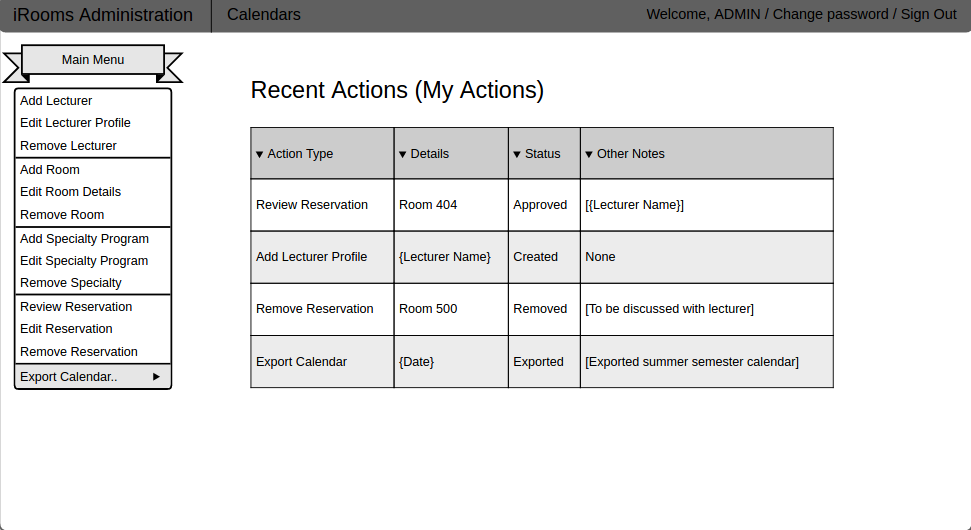 iRooms Administration Calendars Welcome, ADMIN / Change password / Sign Out
Main Menu
Add Lecturer
Edit Lecturer Profile
Remove Lecturer
Add Room
Edit Room Details
Remove Room
Add Specialty Program
Edit Specialty Program
Remove Specialty
Review Reservation
Edit Reservation
Remove Reservation
Export Calendar..
Recent Actions (My Actions)
Action Type Details Status Other Notes
Review Reservation Room 404 Approved [{Lecturer Name}]
Add Lecturer Profile {Lecturer Name} Created None
Remove Reservation Room 500 Removed [To be discussed with lecturer]
Export Calendar {Date} Exported [Exported summer semester calendar]